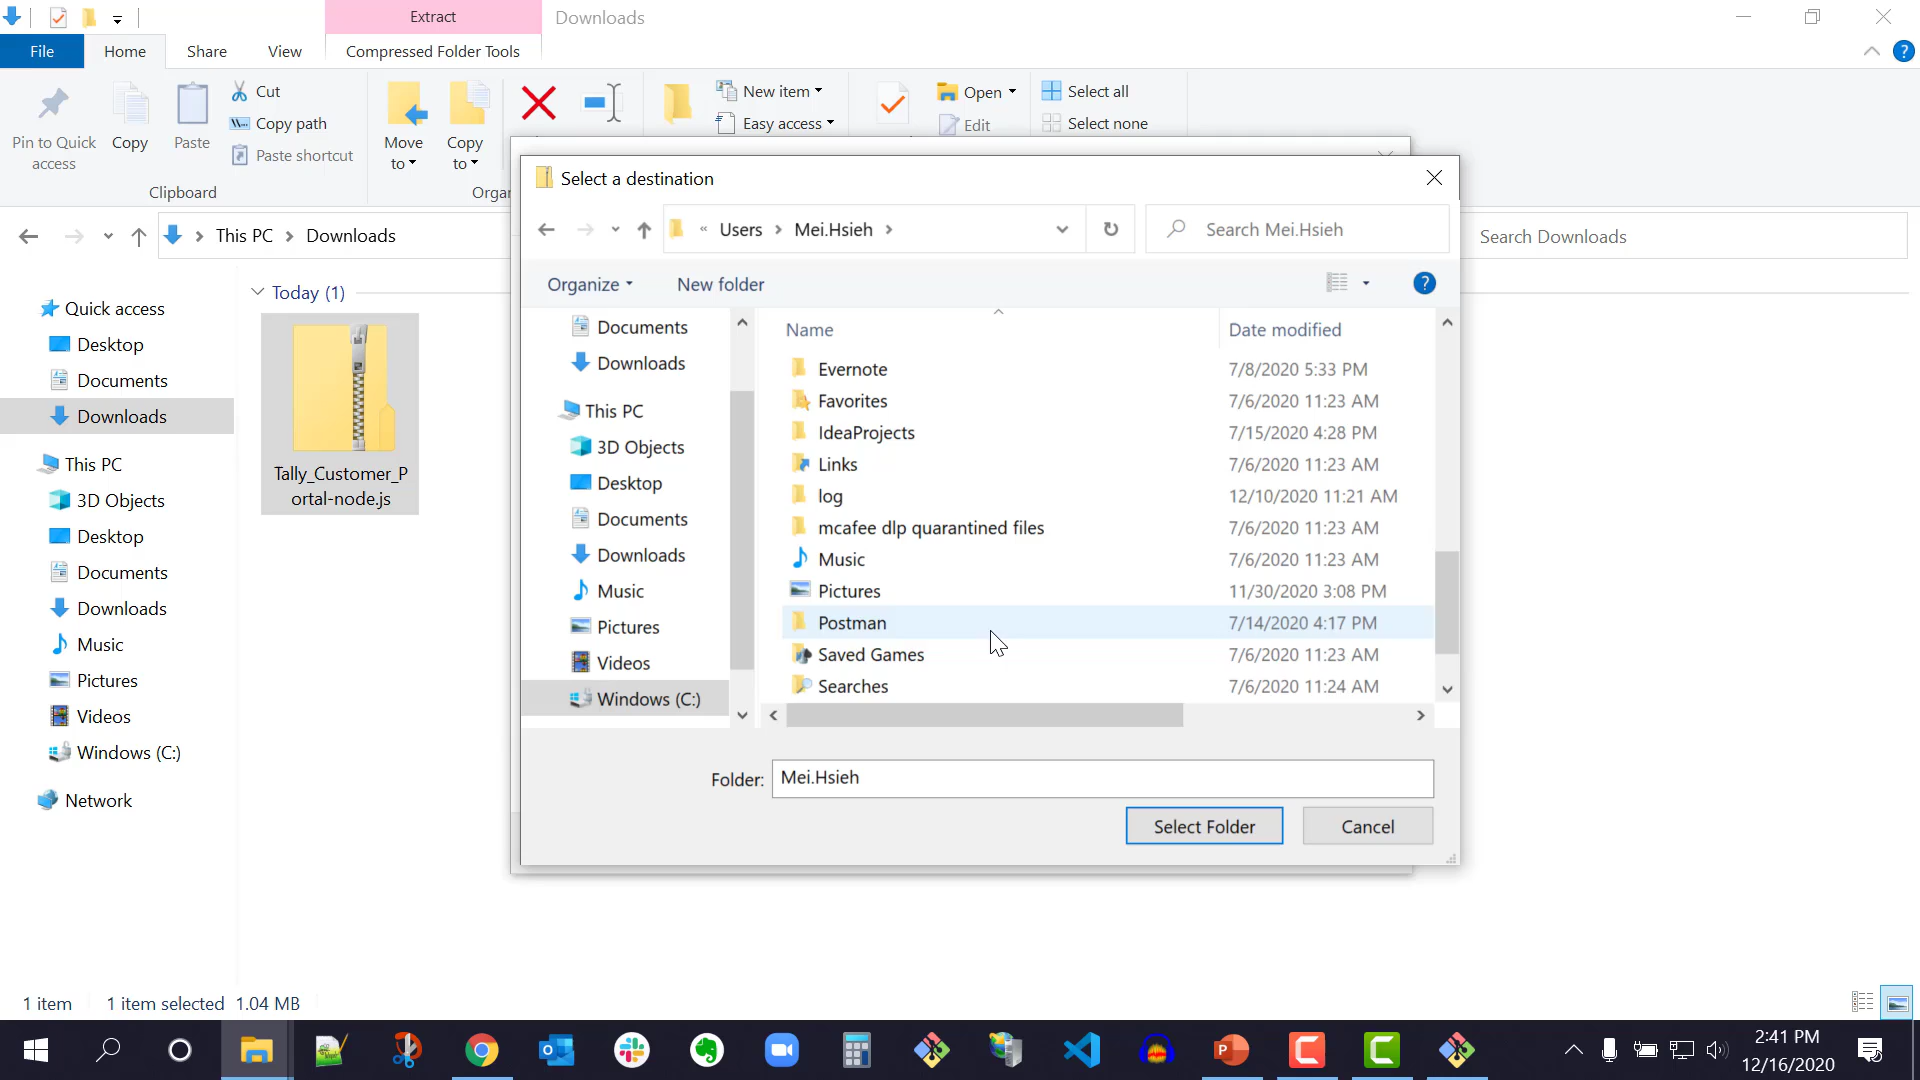 Extract
Downloads
File
Home
Share
View
Compressed Folder Tools
Pin to Quick
access
Copy
Paste
Cut
Copy path
Paste shortcut
Clipboard
Move
to
Copy
to
Orgar
New item
Easy access
Open
Edit
Select all
Select none
This PC
Downloads
Search Downloads
Quick access
Desktop
Documents
Downloads
This PC
3D Objects
Desktop
Documents
Downloads
Music
Pictures
Videos
Windows (C:)
Network
Today (1)
Tally_Customer_P
ortal-node.js
Select a destination
« Users
Mei.Hsieh
Search Mei.Hsieh
Organize
New folder
Documents
Downloads
This PC
3D Objects
Desktop
Documents
Downloads
Music
Pictures
Videos
Windows (C:)
Name
Date modified
Evernote 7/8/2020 5:33 PM
Favorites 7/6/2020 11:23 AM
IdeaProjects 7/15/2020 4:28 PM
Links 7/6/2020 11:23 AM
log 12/10/2020 11:21 AM
mcafee dlp quarantined files 7/6/2020 11:23 AM
Music 7/6/2020 11:23 AM
Pictures 11/30/2020 3:08 PM
Postman 7/14/2020 4:17 PM
Saved Games 7/6/2020 11:23 AM
Searches 7/6/2020 11:24 AM
Folder: Mei.Hsieh
Select Folder
Cancel
1 item
1 item selected 1.04 MB
2:41 PM
12/16/2020